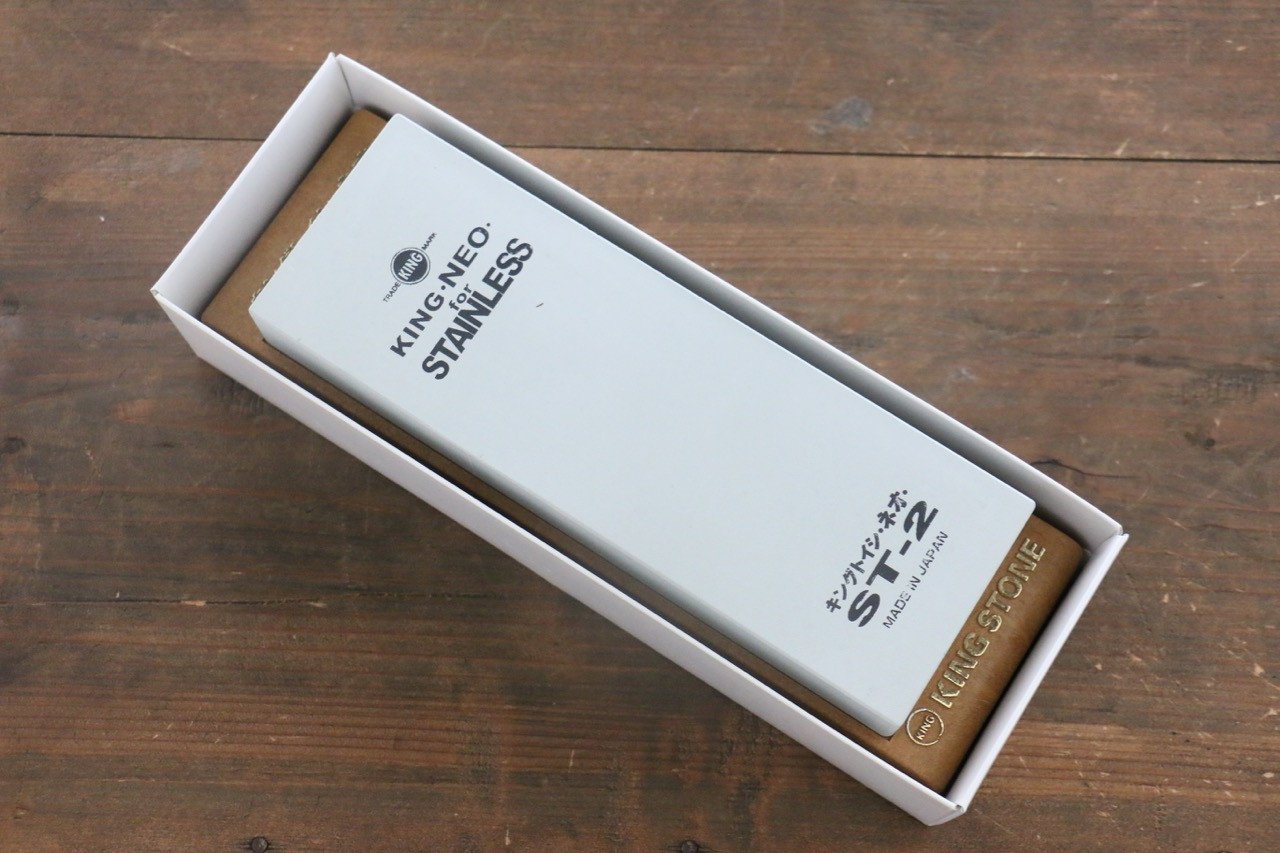 TRADE KING MARK
KING·NEO·
for
STAINLESS
キングトイシ・ネオ・
ST-2
MADE IN JAPAN
KING KING STONE